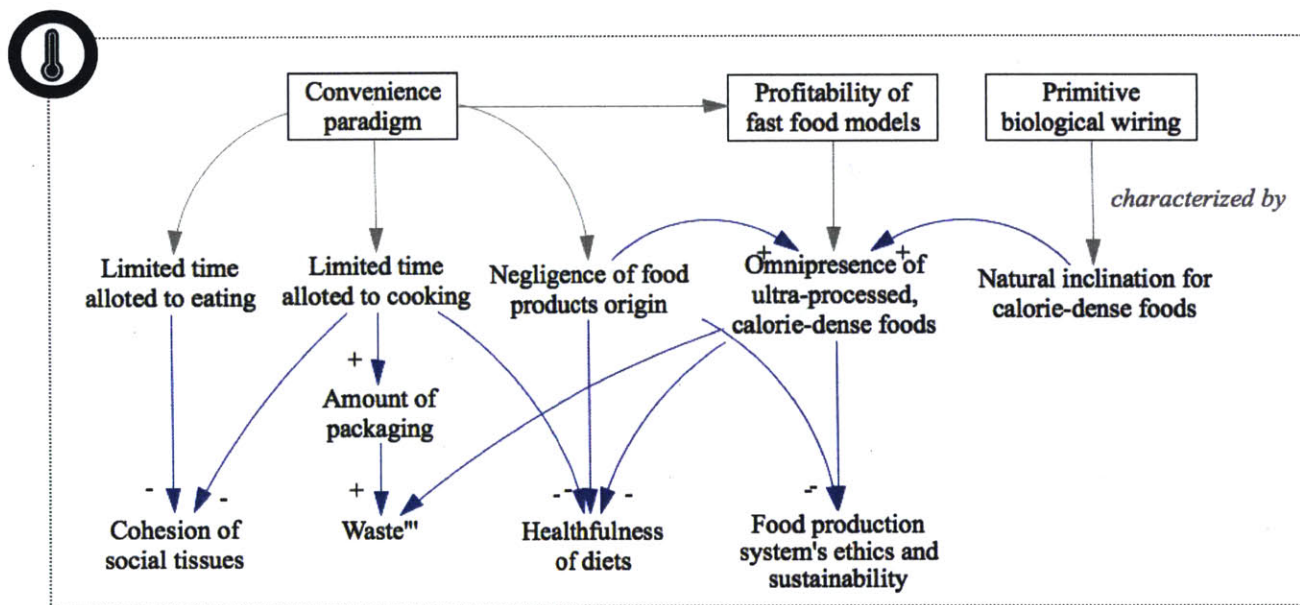 Convenience
paradigm
Profitability of
fast food models
Primitive
biological wiring
characterized by
Limited time
alloted to eating
Limited time
alloted to cooking
Negligence of food
products origin
+
+
Omnipresence of
ultra-processed,
calorie-dense foods
Natural inclination for
calorie-dense foods
+
Amount of
packaging
+
-
-
-
-
-
-
-
Cohesion of
social tissues
Waste"'
Healthfulness
of diets
Food production
system's ethics and
sustainability